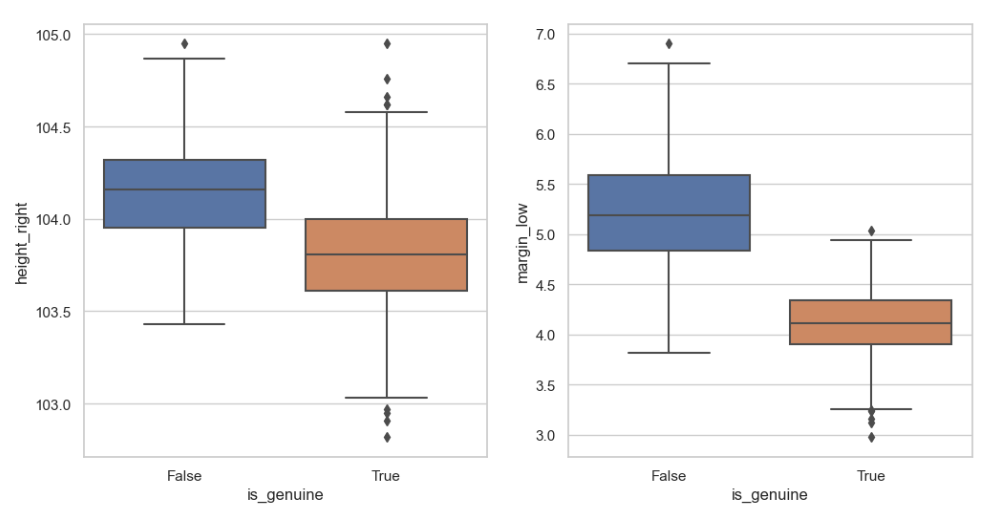 105.0
104.5
104.0
103.5
103.0
height_right
False
True
is_genuine
7.0
6.5
6.0
5.5
5.0
4.5
4.0
3.5
3.0
margin_low
False
True
is_genuine